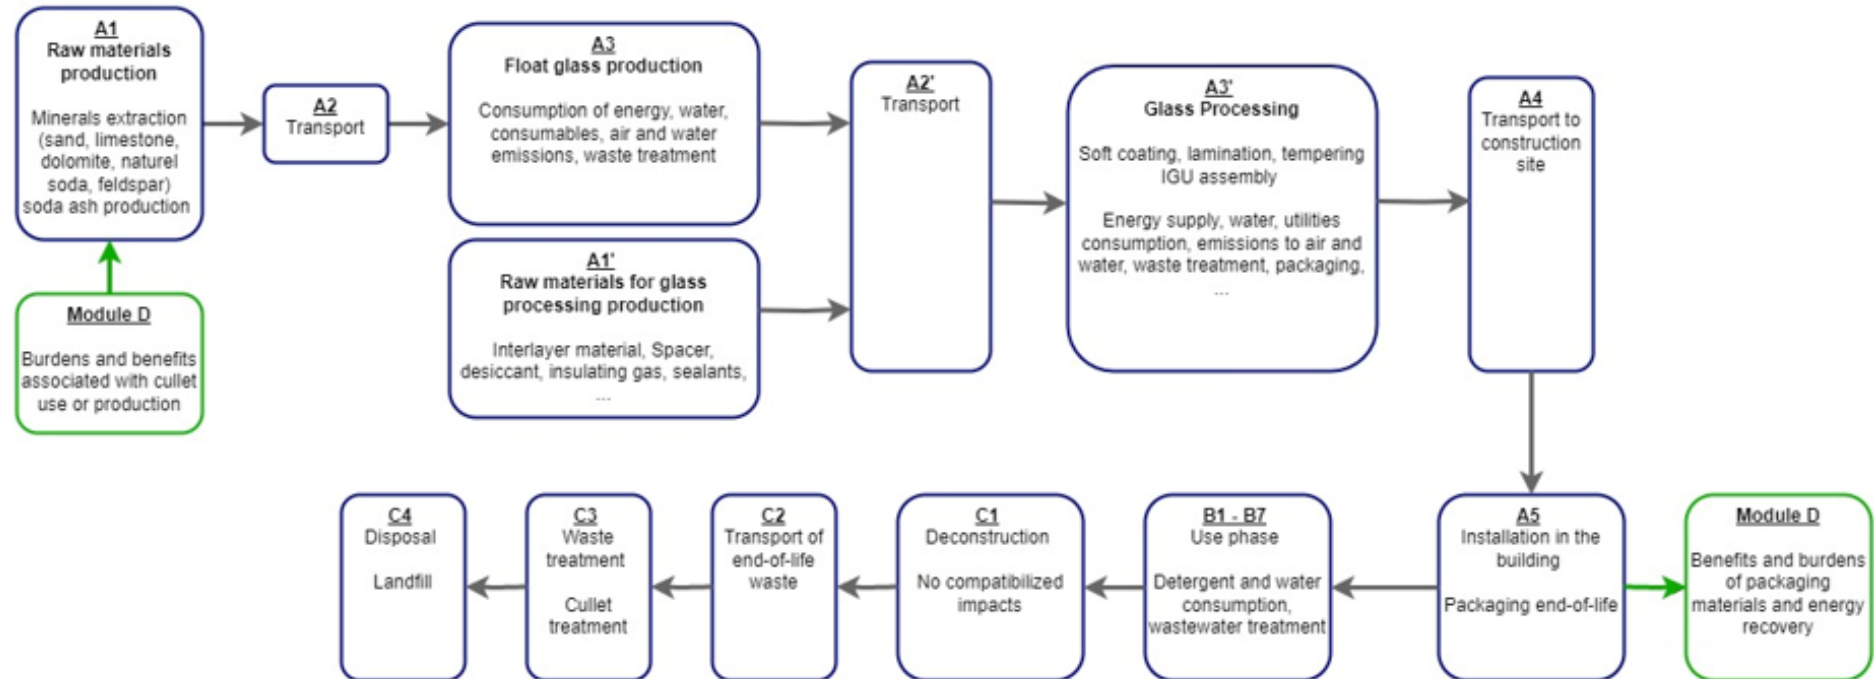 A1
Raw materials
production
Minerals extraction
(sand, limestone,
dolomite, naturel
soda, feldspar)
soda ash production
Module D
Burdens and benefits
associated with cullet
use or production
A2
Transport
A3
Float glass production
Consumption of energy, water,
consumables, air and water
emissions, waste treatment
A1'
Raw materials for glass
processing production
Interlayer material, Spacer,
desiccant, insulating gas, sealants,
...
A2'
Transport
A3'
Glass Processing
Soft coating, lamination, tempering
IGU assembly
Energy supply, water, utilities
consumption, emissions to air and
water, waste treatment, packaging,
...
A4
Transport to
construction
site
A5
Installation in the
building
Packaging end-of-life
Module D
Benefits and burdens
of packaging
materials and energy
recovery
B1 - B7
Use phase
Detergent and water
consumption,
wastewater treatment
C1
Deconstruction
No compatibilized
impacts
C2
Transport of
end-of-life
waste
C3
Waste
treatment
Cullet
treatment
C4
Disposal
Landfill